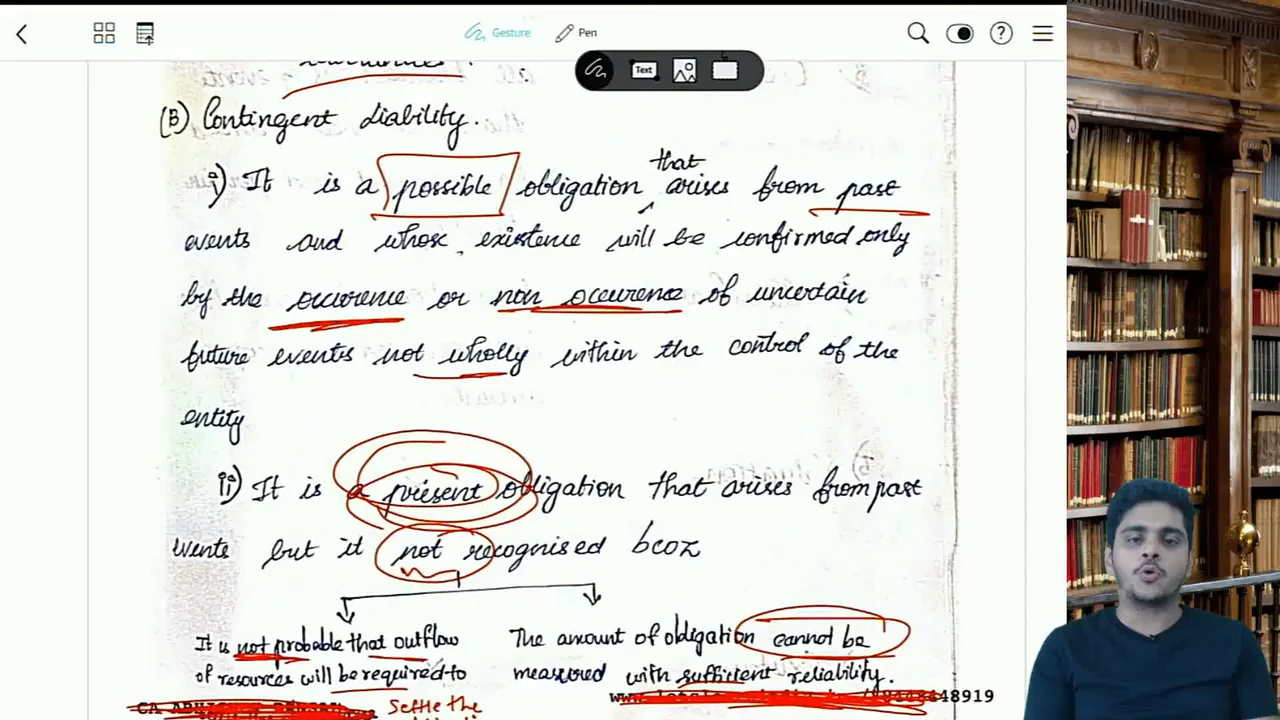 Gesture
Pen
Text
(B) Contingent Liability.
i) It is a possible obligation that arises from past
events and whose existence will be confirmed only
by the occurence or non occurence of uncertain
future events not wholly within the control of the
entity
ii) It is a present obligation that arises from past
events but it not recognised bcoz
It is not probable that outflow
of resources will be required to
Settle the
The amount of obligation cannot be
measured with sufficient reliability.